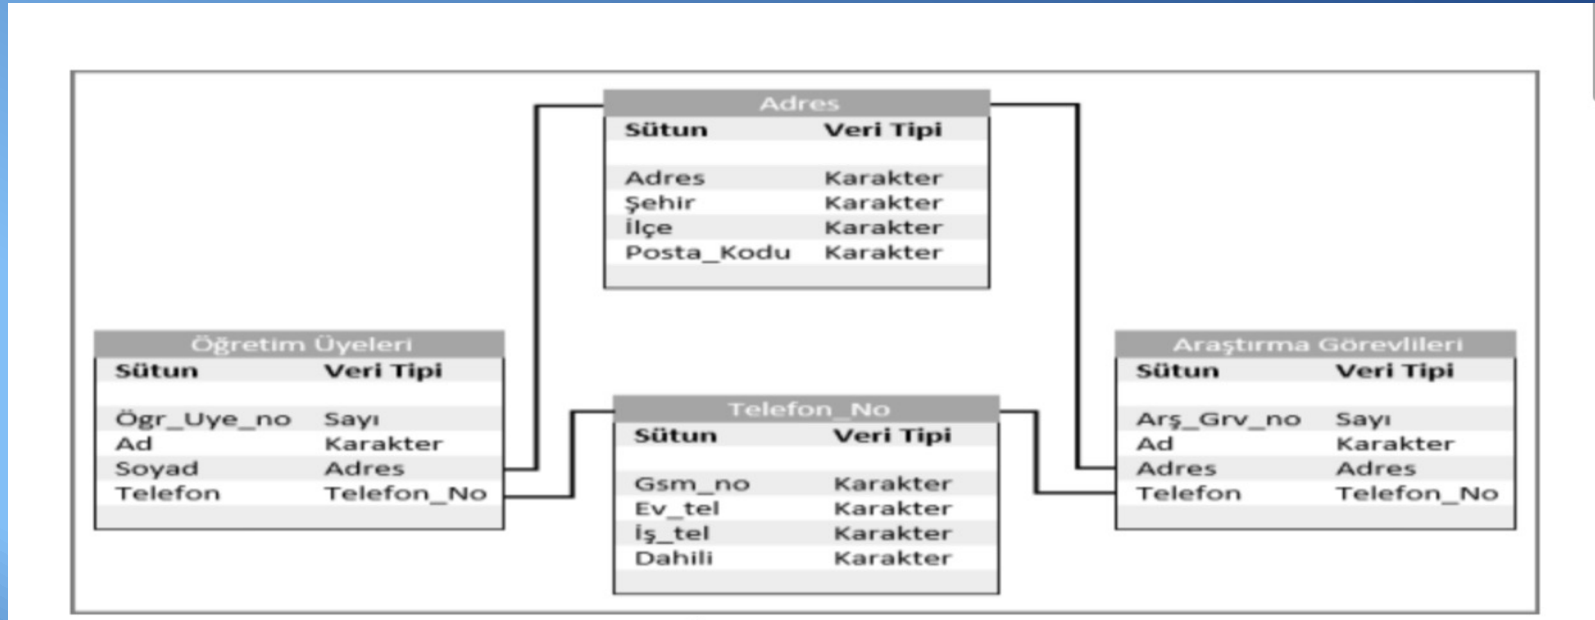 Adres
Sütun Veri Tipi
Adres Karakter
Şehir Karakter
İlçe Karakter
Posta_Kodu Karakter
Öğretim Üyeleri
Sütun Veri Tipi
Ögr_Uye_no Sayı
Ad Karakter
Soyad Adres
Telefon Telefon_No
Telefon_No
Sütun Veri Tipi
Gsm_no Karakter
Ev_tel Karakter
İş_tel Karakter
Dahili Karakter
Araştırma Görevlileri
Sütun Veri Tipi
Arş_Grv_no Sayı
Ad Karakter
Adres Adres
Telefon Telefon_No